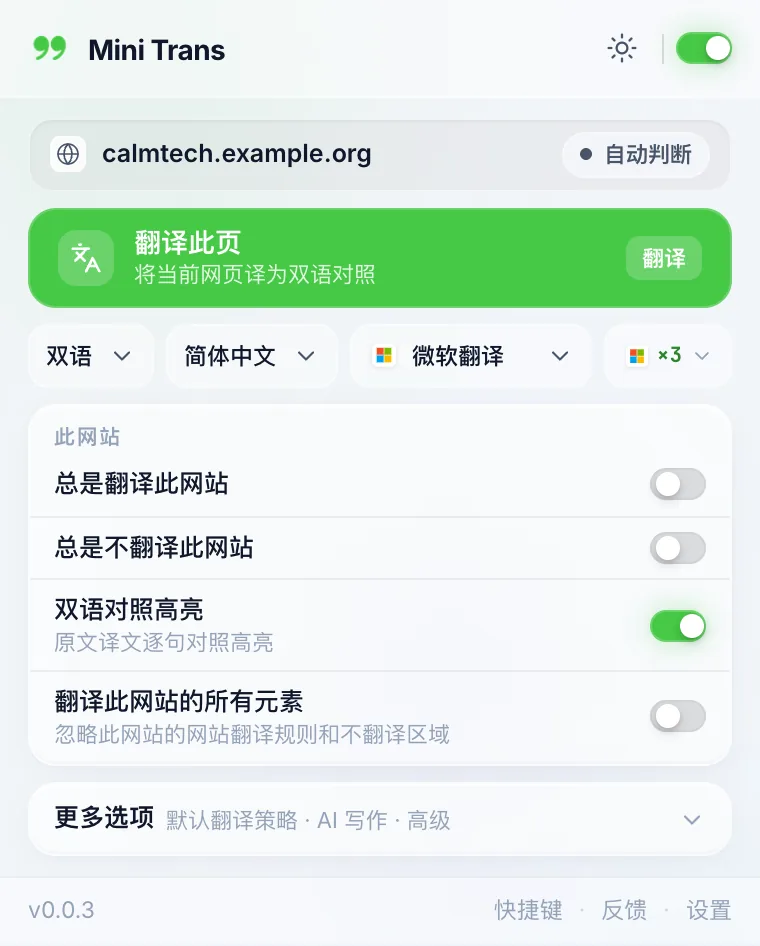 Mini Trans
calmtech.example.org
自动判断
翻译此页
将当前网页译为双语对照
翻译
双语
简体中文
微软翻译
×3
此网站
总是翻译此网站
总是不翻译此网站
双语对照高亮
原文译文逐句对照高亮
翻译此网站的所有元素
忽略此网站的网站翻译规则和不翻译区域
更多选项 默认翻译策略 · AI 写作 · 高级
v0.0.3
快捷键 · 反馈 · 设置